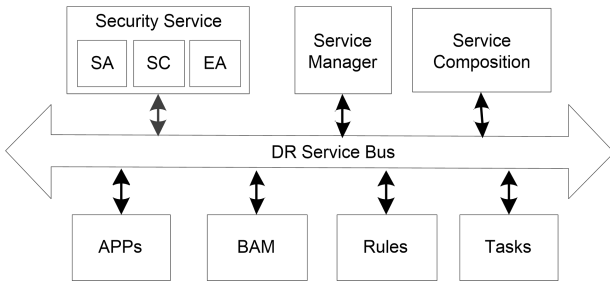 Security Service
SA SC EA
Service
Manager
Service
Composition
DR Service Bus
APPs
BAM
Rules
Tasks